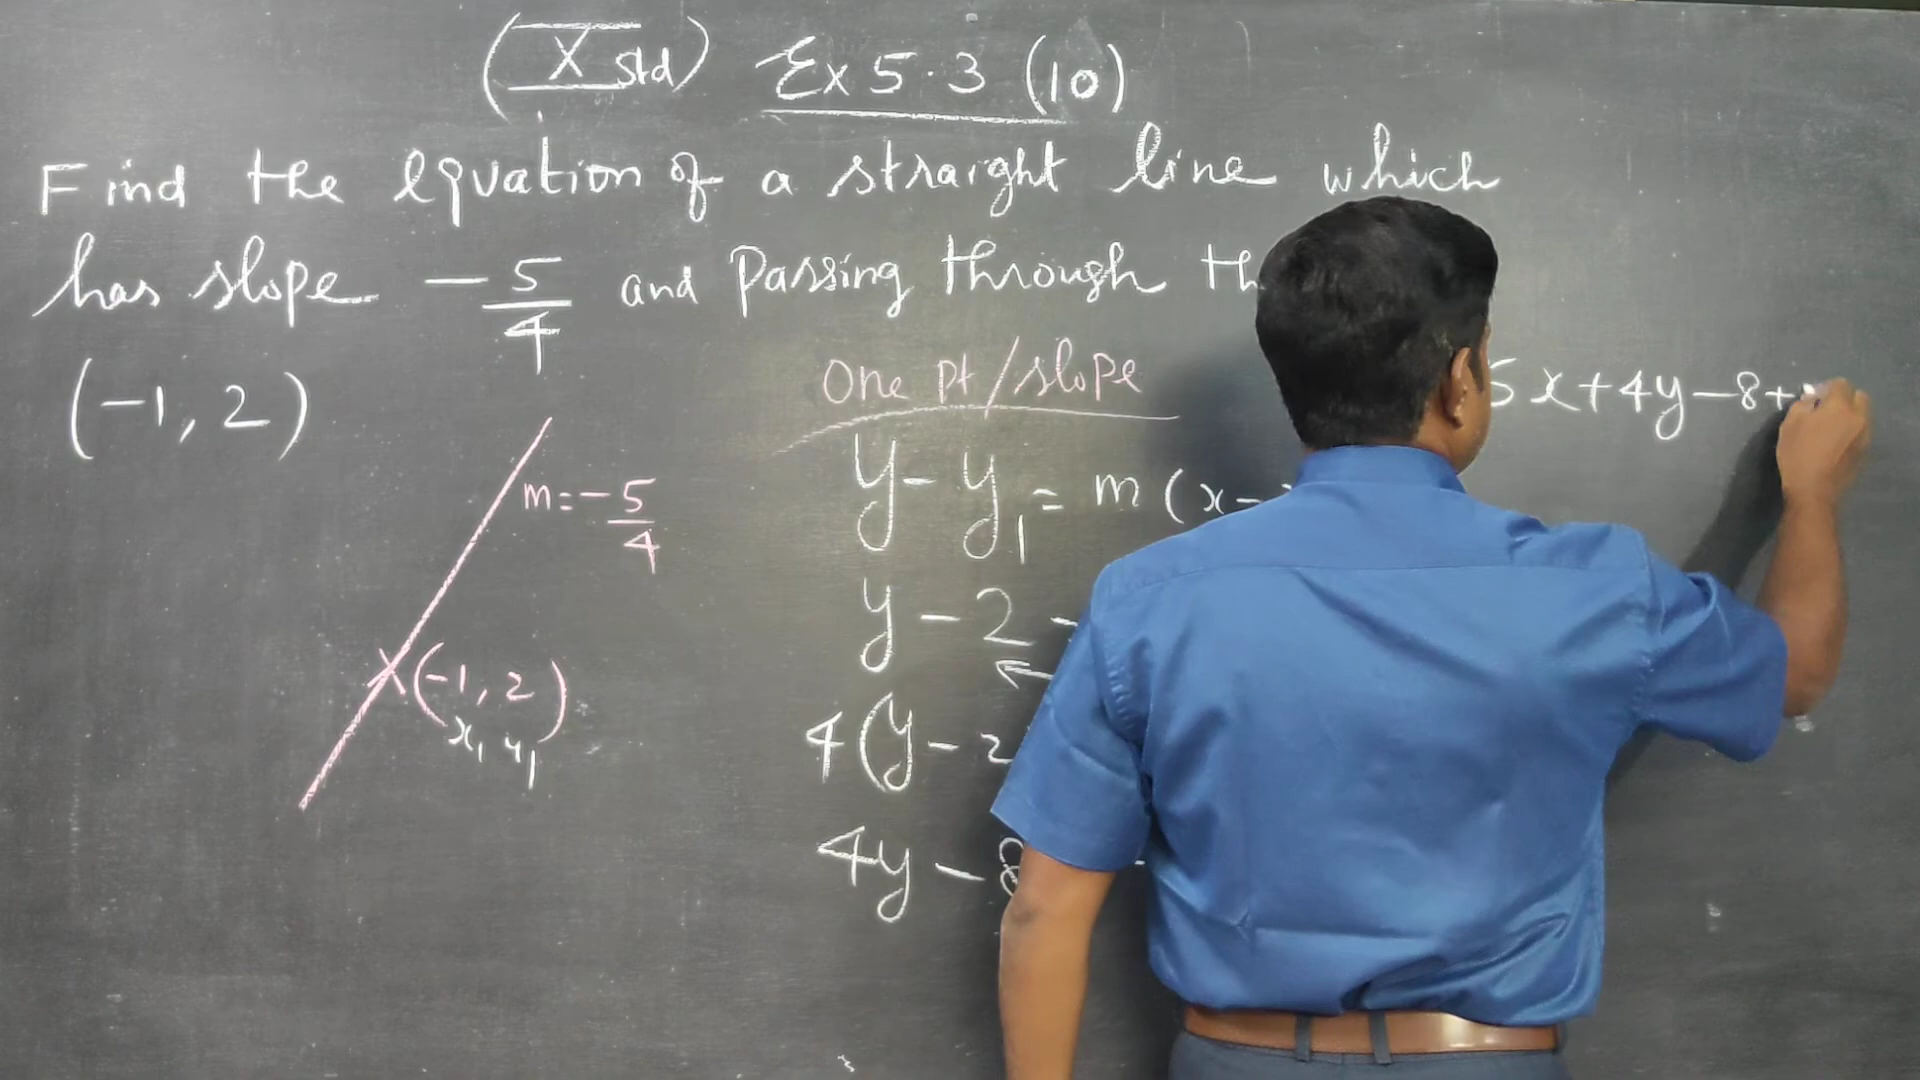 (X std) Ex 5.3 (10)
Find the equation of a straight line which
has slope -5/4 and Passing through
(-1, 2)
m = -5/4
(-1, 2)
x₁ y₁
One pt/slope
y - y₁ = m (x -
y - 2
4(y - 2
4y - 8
5x + 4y - 8 +